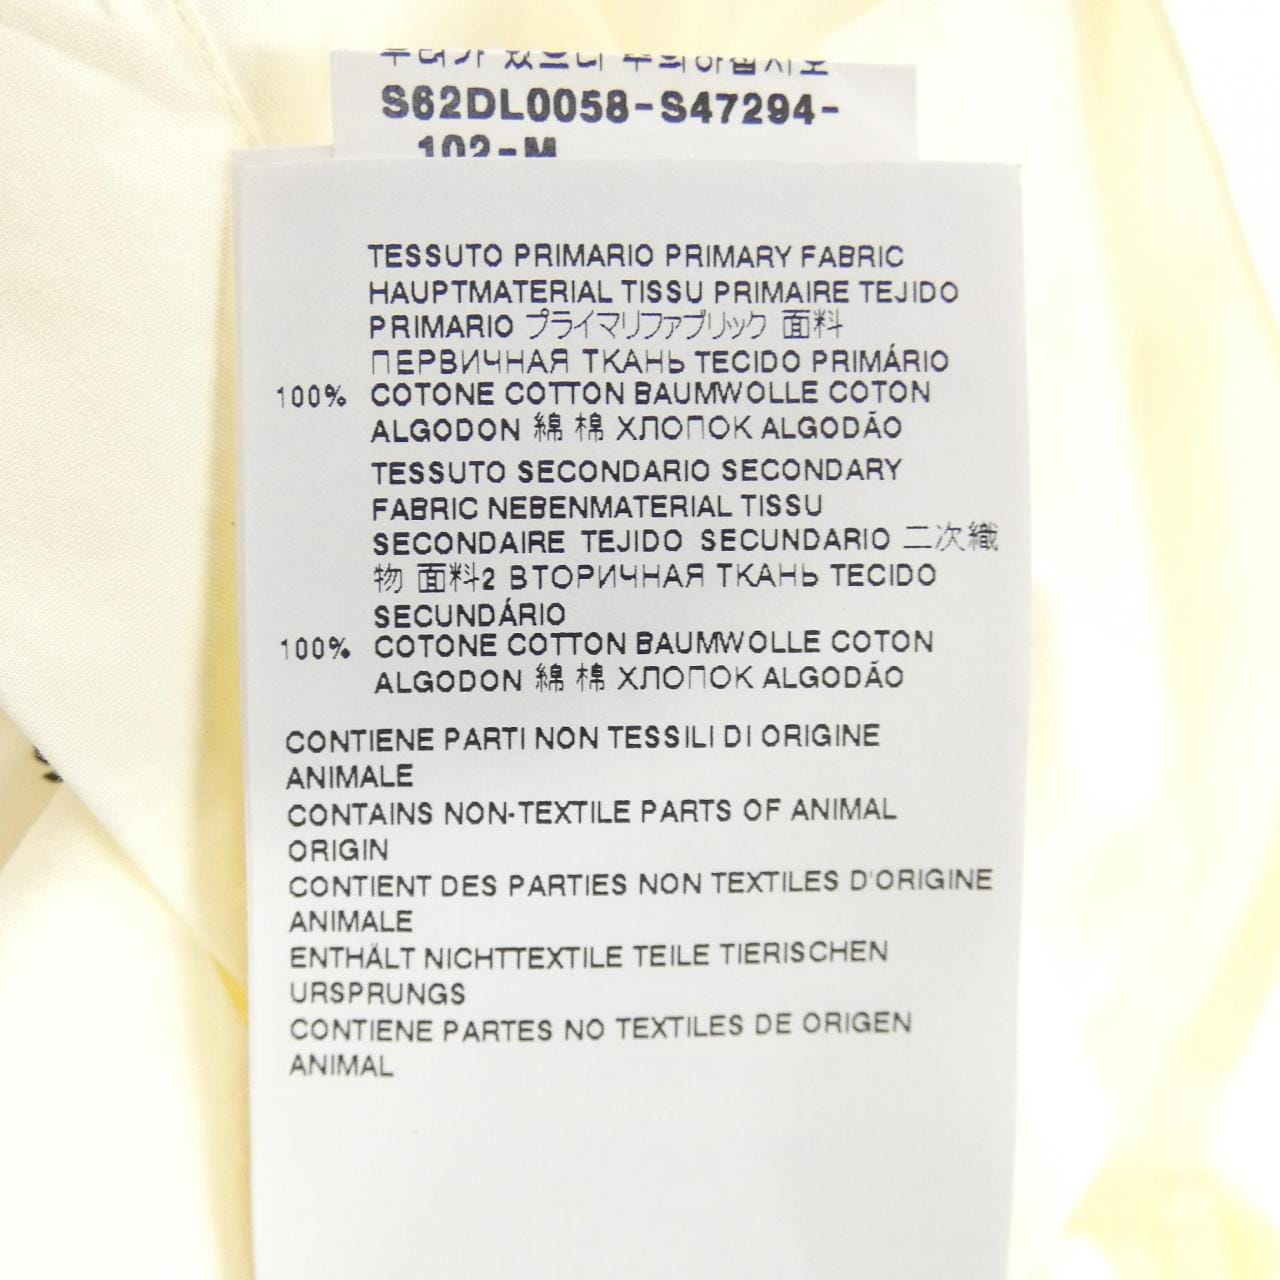 S62DL0058-S47294-
102-M
TESSUTO PRIMARIO PRIMARY FABRIC
HAUPTMATERIAL TISSU PRIMAIRE TEJIDO
PRIMARIO プライマリファブリック 面料
ПЕРВИЧНАЯ ТКАНЬ TECIDO PRIMÁRIO
100% COTONE COTTON BAUMWOLLE COTON
ALGODON 綿 棉 ХЛОПОК ALGODÃO
TESSUTO SECONDARIO SECONDARY
FABRIC NEBENMATERIAL TISSU
SECONDAIRE TEJIDO SECUNDARIO 二次織
物 面料2 ВТОРИЧНАЯ ТКАНЬ TECIDO
SECUNDÁRIO
100% COTONE COTTON BAUMWOLLE COTON
ALGODON 綿 棉 ХЛОПОК ALGODÃO
CONTIENE PARTI NON TESSILI DI ORIGINE
ANIMALE
CONTAINS NON-TEXTILE PARTS OF ANIMAL
ORIGIN
CONTIENT DES PARTIES NON TEXTILES D'ORIGINE
ANIMALE
ENTHÄLT NICHTTEXTILE TEILE TIERISCHEN
URSPRUNGS
CONTIENE PARTES NO TEXTILES DE ORIGEN
ANIMAL